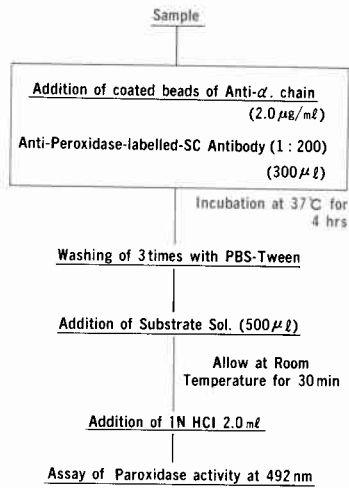 Sample
Addition of coated beads of Anti-α. chain
(2.0μg/mℓ)
Anti-Peroxidase-labelled-SC Antibody (1 : 200)
(300μℓ)
Incubation at 37℃ for
4 hrs
Washing of 3 times with PBS-Tween
Addition of Substrate Sol. (500μℓ)
Allow at Room
Temperature for 30 min
Addition of 1N HCl 2.0 mℓ
Assay of Paroxidase activity at 492 nm